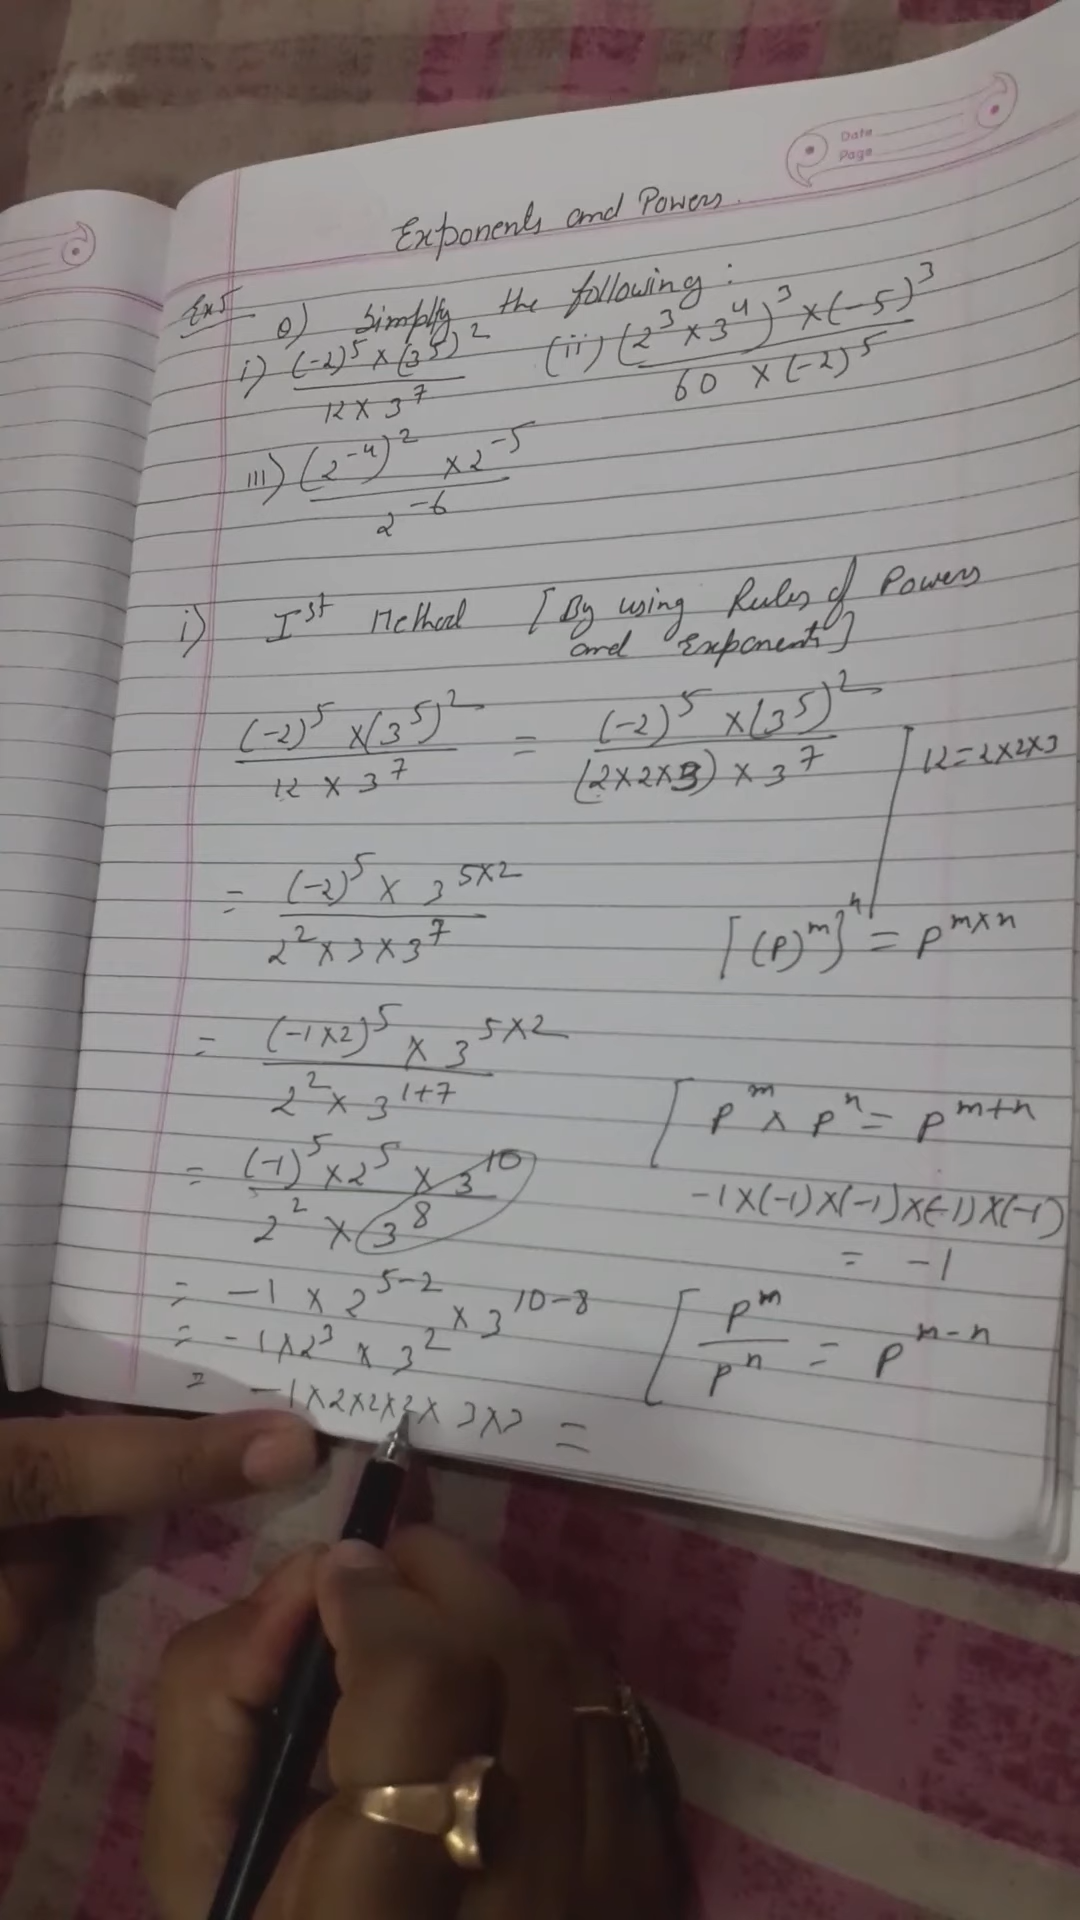 Date
Page
Exponents and Powers.
Ex 5
Q) Simplify the following:
i) (-2)^5 × (3^5)^2 / 12 × 3^7 (ii) (2^3 × 3^4)^3 × (-5)^3 / 60 × (-2)^5
III) (2^-4)^2 × 2^-5 / 2^-6
i) Ist Method [By using Rules of Powers
and Exponents]
(-2)^5 × (3^5)^2 / 12 × 3^7 = (-2)^5 × (3^5)^2 / (2×2×3) × 3^7 [12 = 2×2×3
= (-2)^5 × 3^5×2 / 2^2 × 3 × 3^7 [(P)^m]^n = P^m×n
= (-1×2)^5 × 3^5×2 / 2^2 × 3^1+7 [P^m × P^n = P^m+n
= (-1)^5 × 2^5 × 3^10 / 2^2 × 3^8 -1×(-1)×(-1)×(-1)×(-1)
= -1
= -1 × 2^5-2 × 3^10-8 [P^m / P^n = P^n-n
= -1×2^3 × 3^2
= -1×2×2×2× 3×3 =